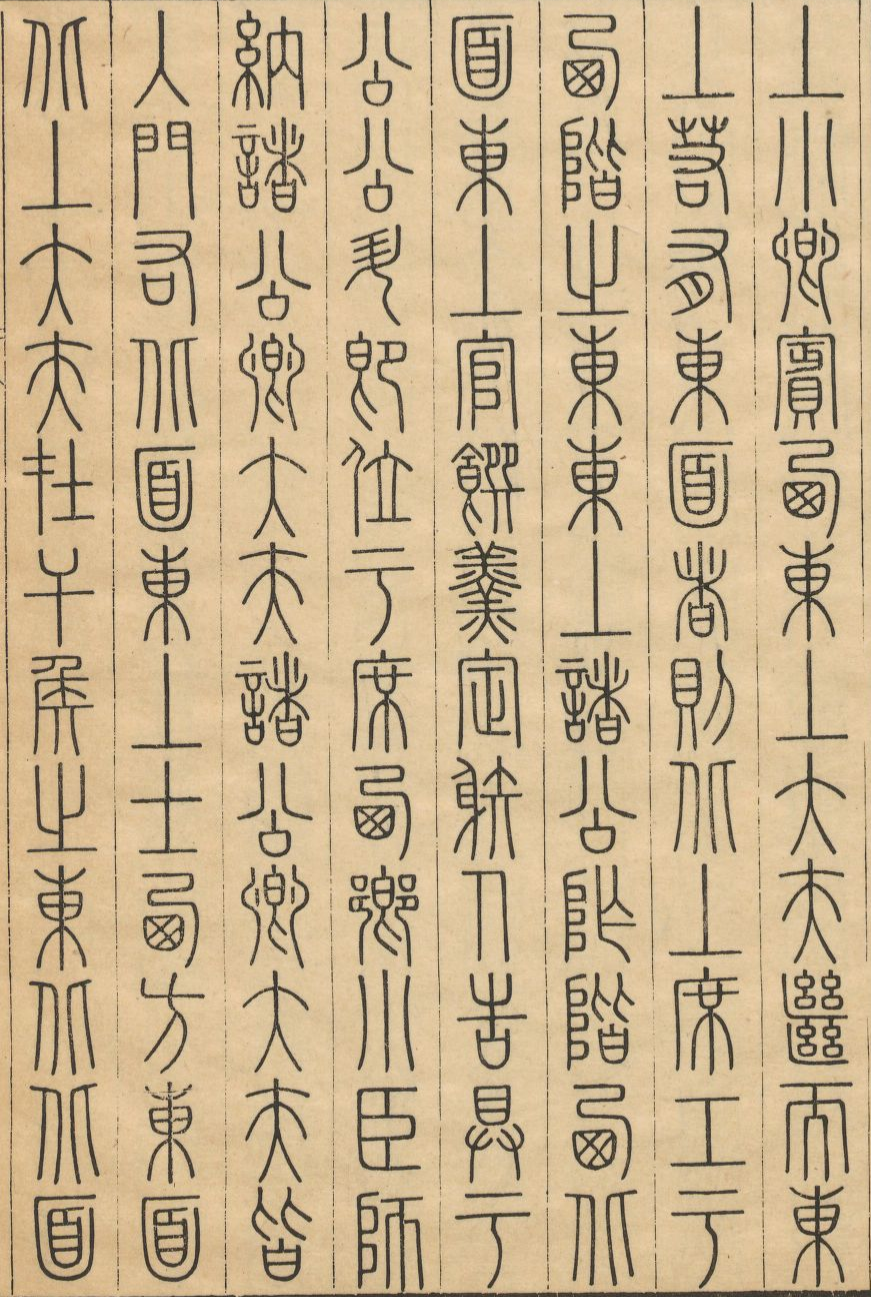 上小卿賓西東上大夫繼而東
上若有東面者則北上席工于
西階之東東上諸公阼階西北
面東上官饌羹定射人告具于
公公升即位于席西鄉小臣師
納諸公卿大夫諸公卿大夫皆
入門右北面東上士西方東面
北上大夫在干侯之東北北面